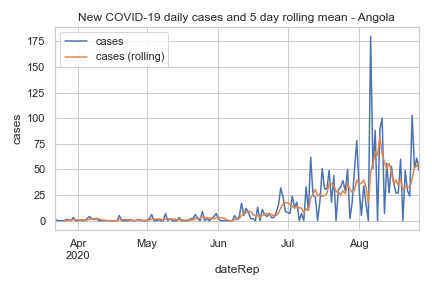 New COVID-19 daily cases and 5 day rolling mean - Angola
cases
cases (rolling)
cases
175
150
125
100
75
50
25
0
Apr
2020
May
Jun
Jul
Aug
dateRep